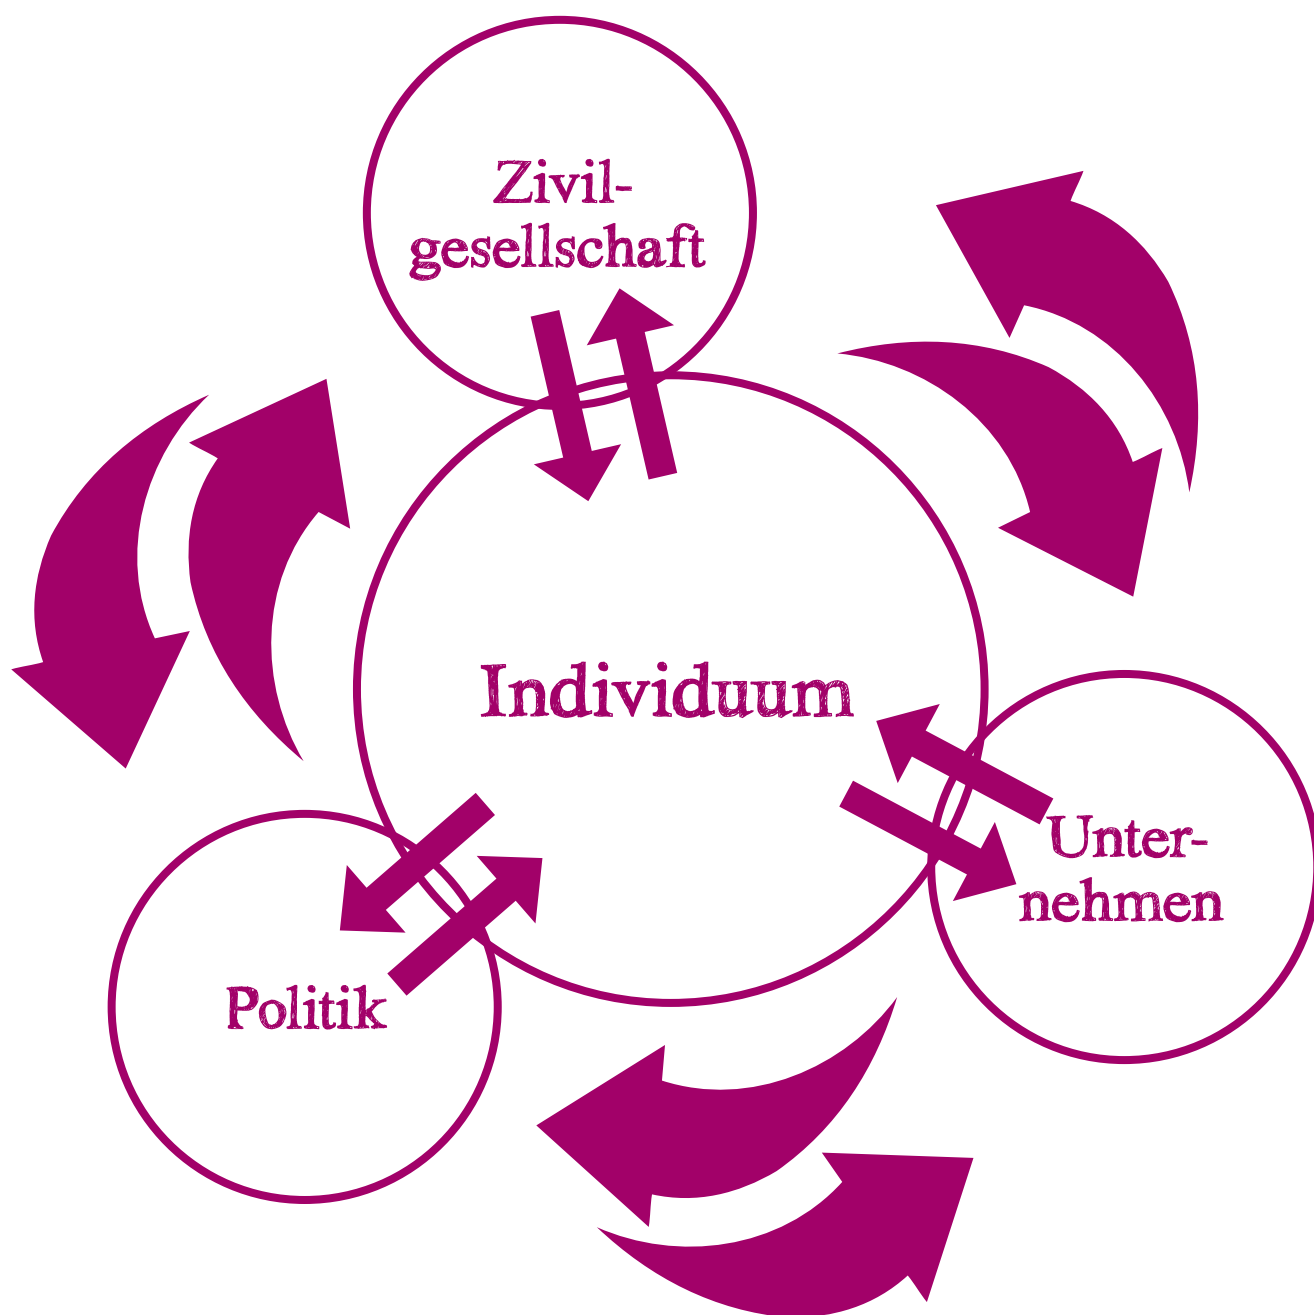 Zivil-
gesellschaft
Individuum
Unter-
nehmen
Politik